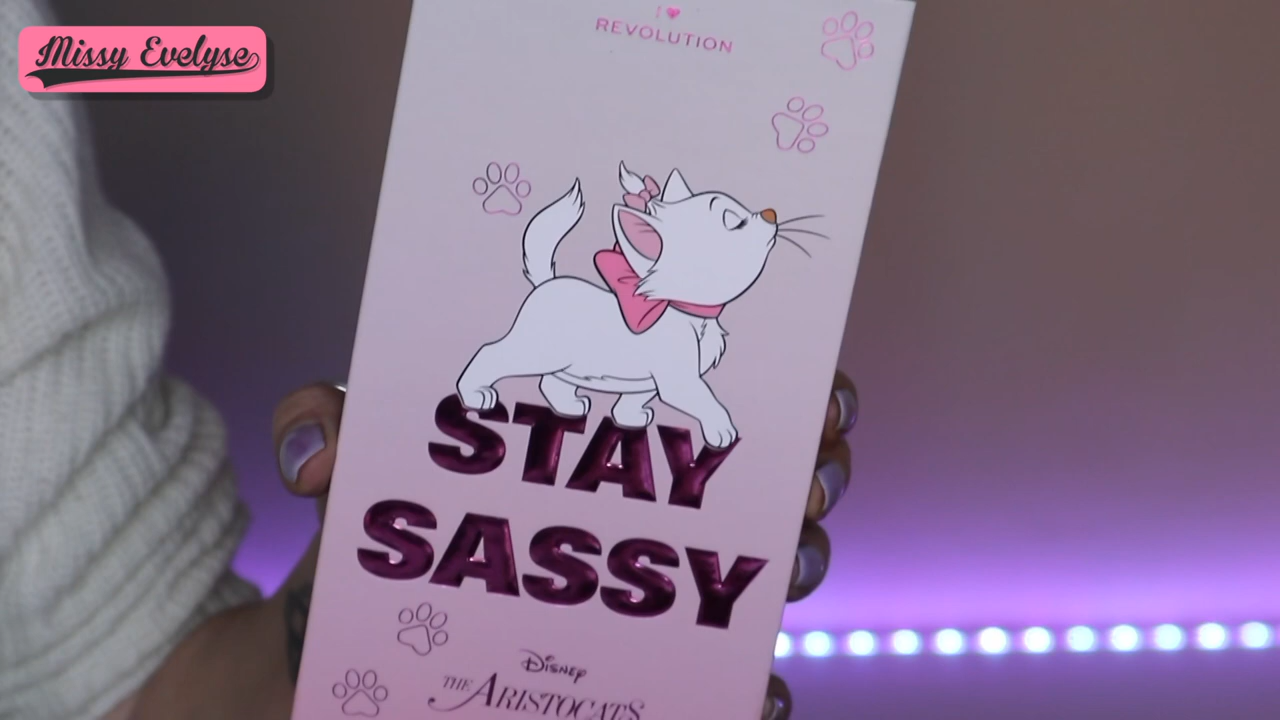 Missy Evelyse
I ♥
REVOLUTION
STAY
SASSY
Disney
THE ARISTOCATS